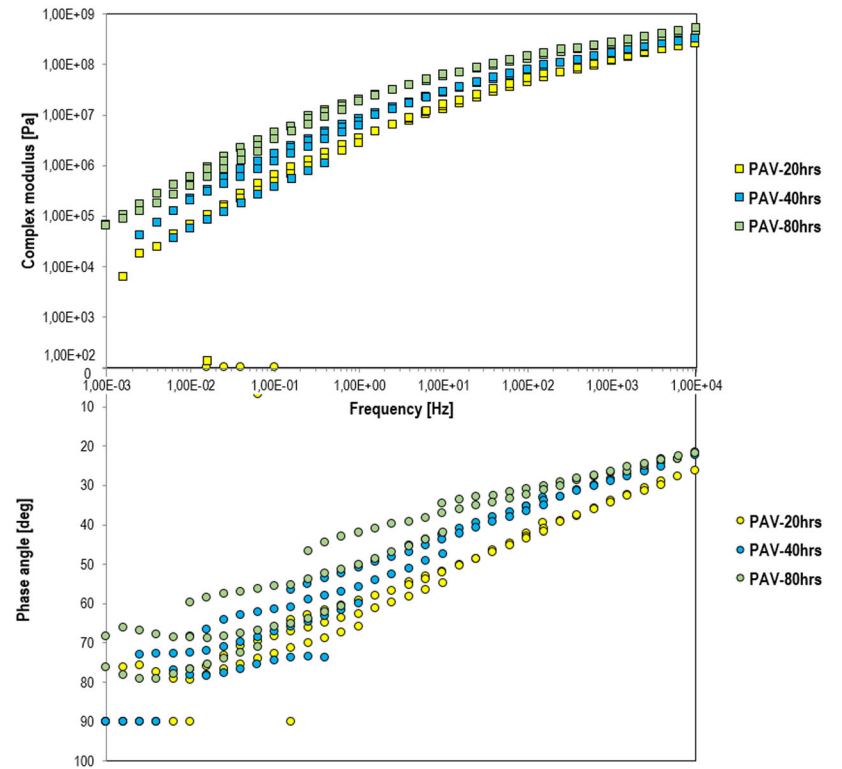 1,00E+09
1,00E+08
1,00E+07
1,00E+06
1,00E+05
1,00E+04
1,00E+03
1,00E+02
Complex modulus [Pa]
PAV-20hrs
PAV-40hrs
PAV-80hrs
0
1,00E-03 1,00E-02 1,00E-01 1,00E+00 1,00E+01 1,00E+02 1,00E+03 1,00E+04
Frequency [Hz]
10
20
30
40
50
60
70
80
90
100
Phase angle [deg]
PAV-20hrs
PAV-40hrs
PAV-80hrs